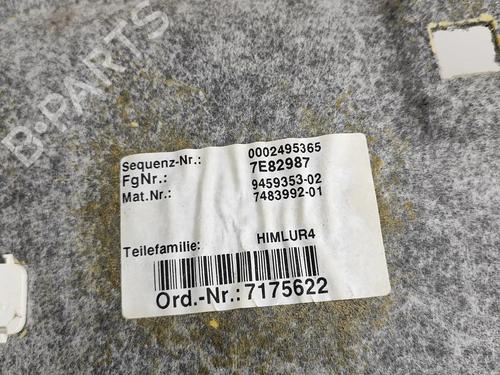 B-PARTS
Sequenz-Nr.: 0002495365
FgNr.: 7E82987
9459353-02
Mat.Nr.: 7483992-01
Teilefamilie: HIMLUR4
Ord.-Nr.: 7175622